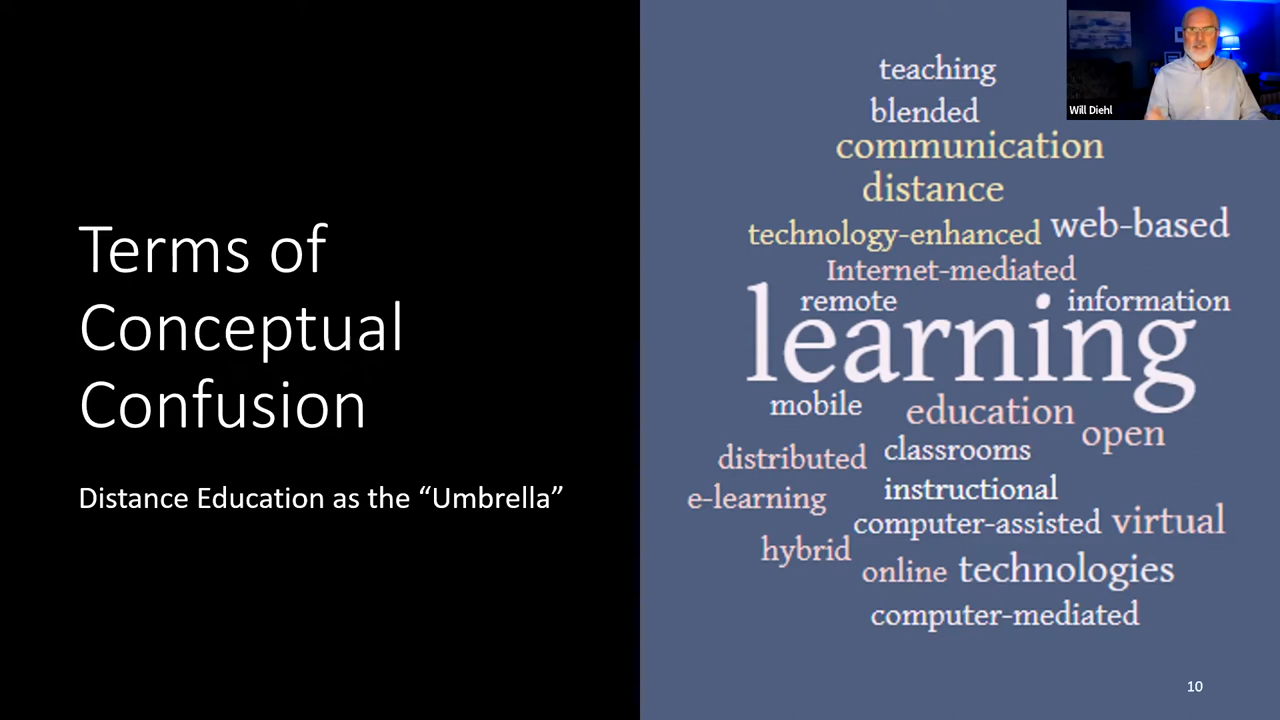 Terms of
Conceptual
Confusion
Distance Education as the “Umbrella”
Will Diehl
teaching
blended
communication
distance
technology-enhanced web-based
Internet-mediated
remote information
learning
mobile education
open
distributed classrooms
e-learning instructional
computer-assisted virtual
hybrid
online technologies
computer-mediated
10